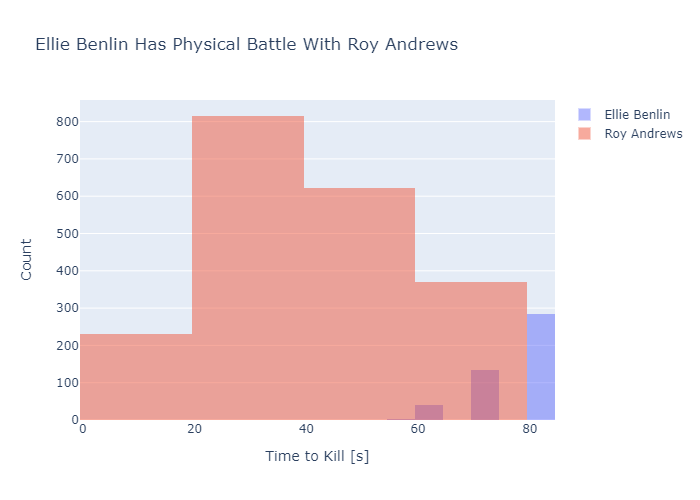 Ellie Benlin Has Physical Battle With Roy Andrews
Ellie Benlin
Roy Andrews
Count
800
700
600
500
400
300
200
100
0
0 20 40 60 80
Time to Kill [s]